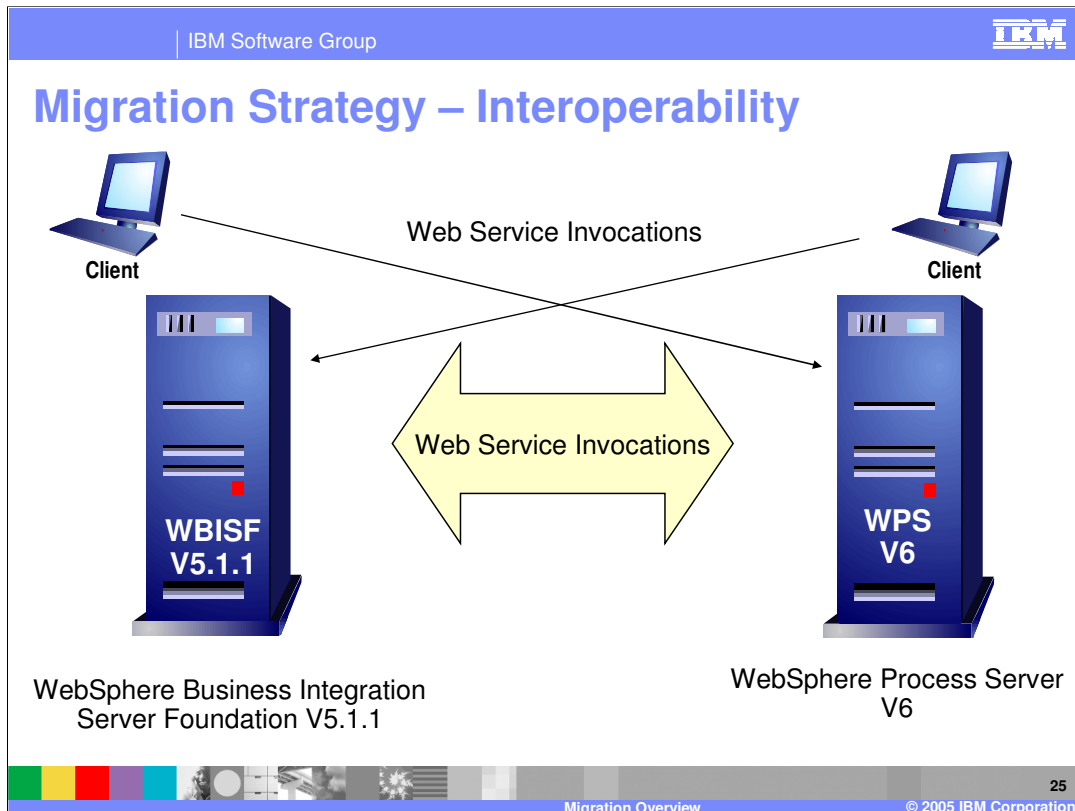 IBM Software Group
IBM
Migration Strategy – Interoperability
Web Service Invocations
Client
Client
Web Service Invocations
WBISF
V5.1.1
WPS
V6
WebSphere Business Integration
Server Foundation V5.1.1
WebSphere Process Server
V6
25
Migration Overview
© 2005 IBM Corporation